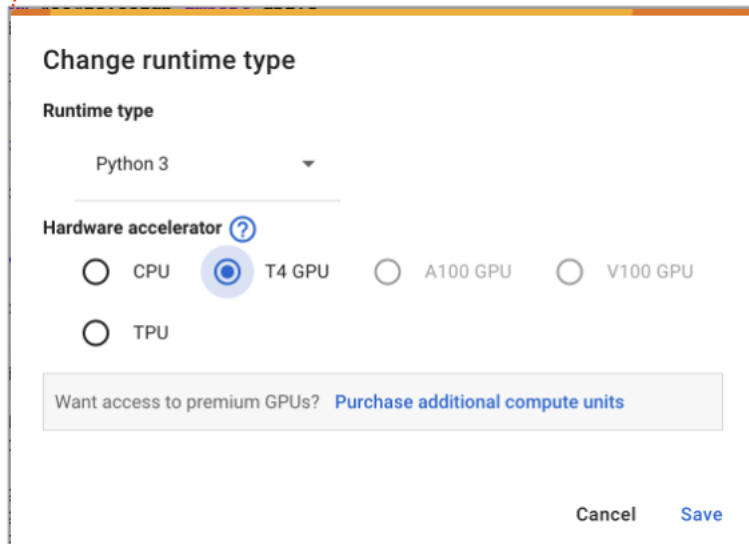 Change runtime type
Runtime type
Python 3
Hardware accelerator ?
CPU T4 GPU A100 GPU V100 GPU
TPU
Want access to premium GPUs? Purchase additional compute units
Cancel Save